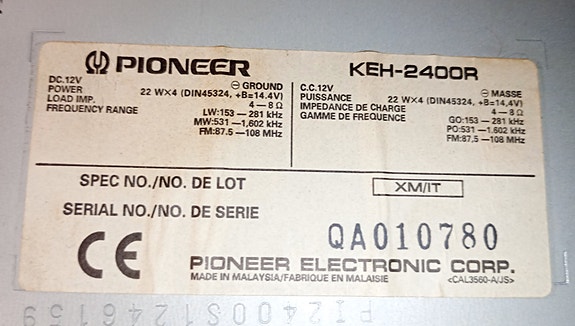 PIONEER KEH-2400R
DC.12V ⊖ GROUND
POWER 22 W×4 (DIN45324, +B=14.4V)
LOAD IMP. 4—8 Ω
FREQUENCY RANGE LW:153 — 281 kHz
MW:531 —1,602 kHz
FM:87.5 —108 MHz
C.C.12V ⊖ MASSE
PUISSANCE 22 W×4 (DIN45324, +B=14,4V)
IMPEDANCE DE CHARGE 4—8 Ω
GAMME DE FREQUENCE GO:153 — 281 kHz
PO:531 —1.602 kHz
FM:87,5 —108 MHz
SPEC NO./NO. DE LOT XM/IT
SERIAL NO./NO. DE SERIE QA010780
CE PIONEER ELECTRONIC CORP.
MADE IN MALAYSIA/FABRIQUE EN MALAISIE <CAL3560-A/JS>
PI2400S1246159